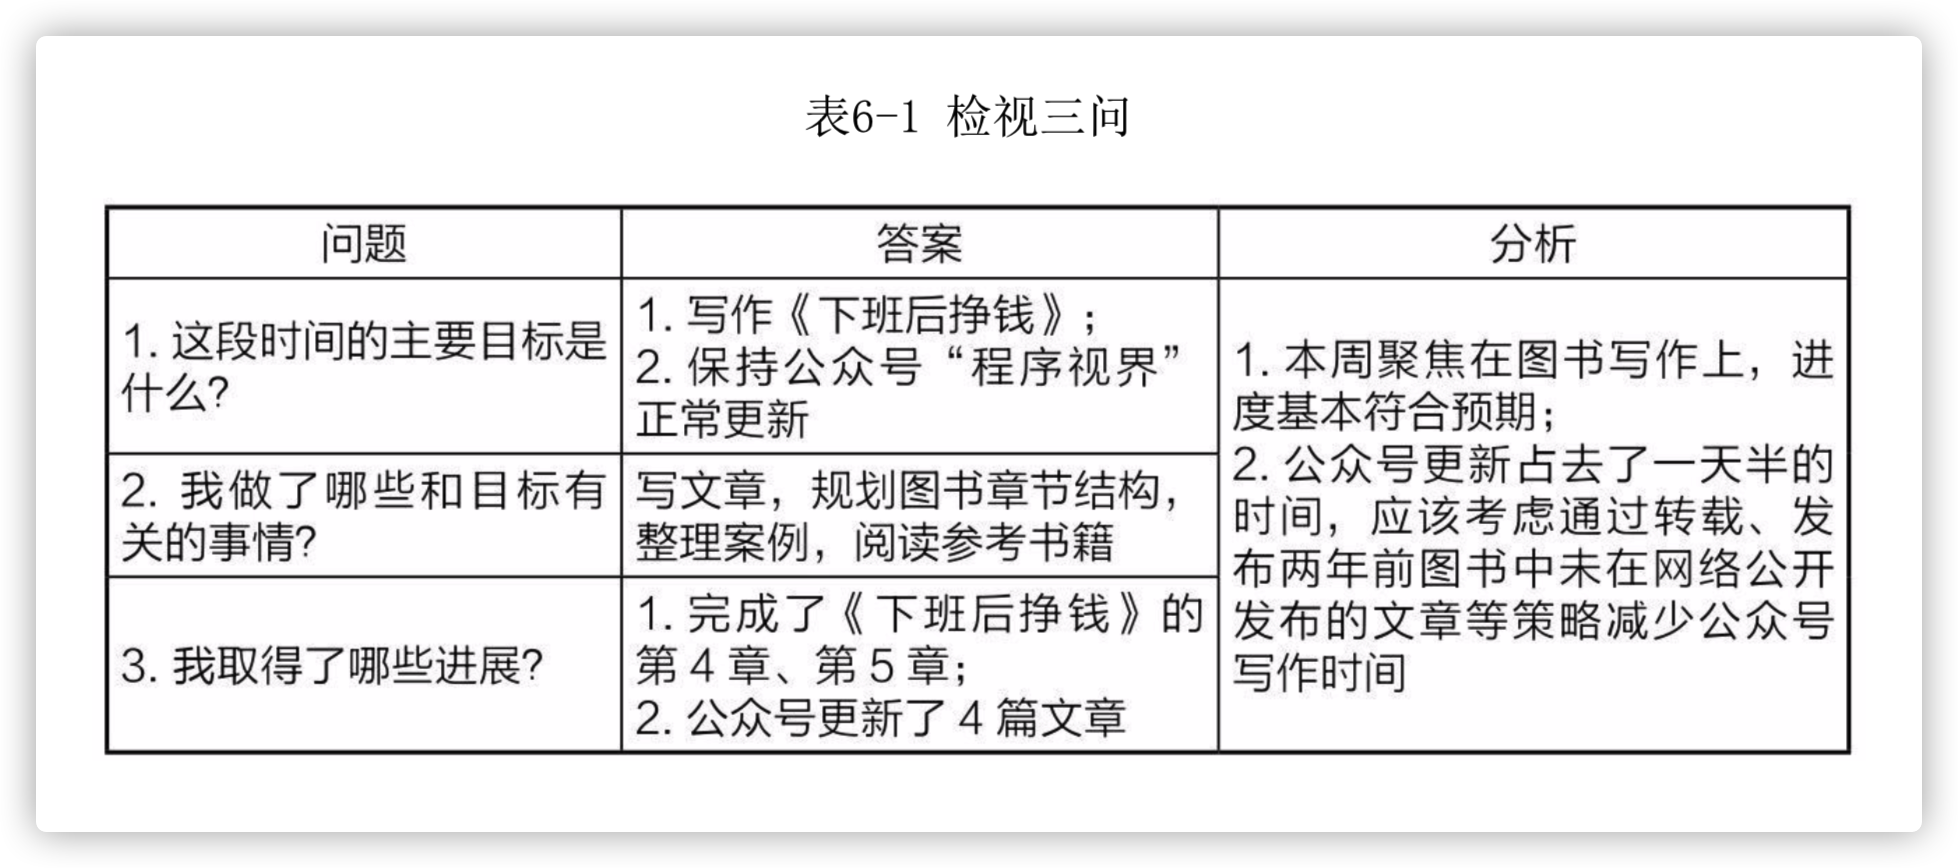 表6-1 检视三问
问题
答案
分析
1. 这段时间的主要目标是
什么？
1. 写作《下班后挣钱》；
2. 保持公众号“程序视界”
正常更新
2. 我做了哪些和目标有
关的事情？
写文章，规划图书章节结构，
整理案例，阅读参考书籍
3. 我取得了哪些进展？
1. 完成了《下班后挣钱》的
第 4 章、第 5 章；
2. 公众号更新了 4 篇文章
1. 本周聚焦在图书写作上，进
度基本符合预期；
2. 公众号更新占去了一天半的
时间，应该考虑通过转载、发
布两年前图书中未在网络公开
发布的文章等策略减少公众号
写作时间